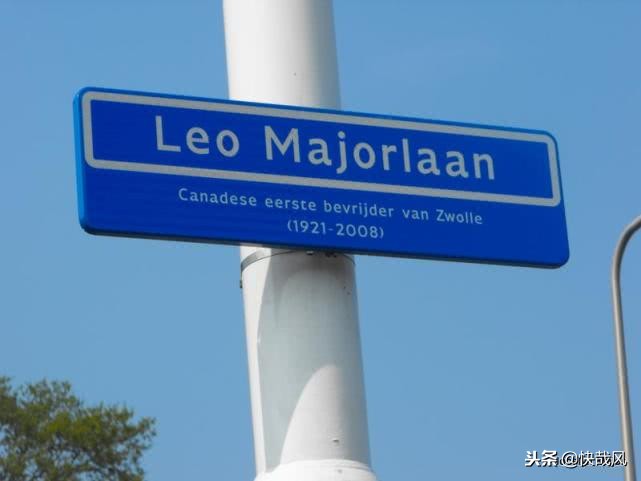 Leo Majorlaan
Canadese eerste bevrijder van Zwolle
(1921-2008)
头条 @快哉风